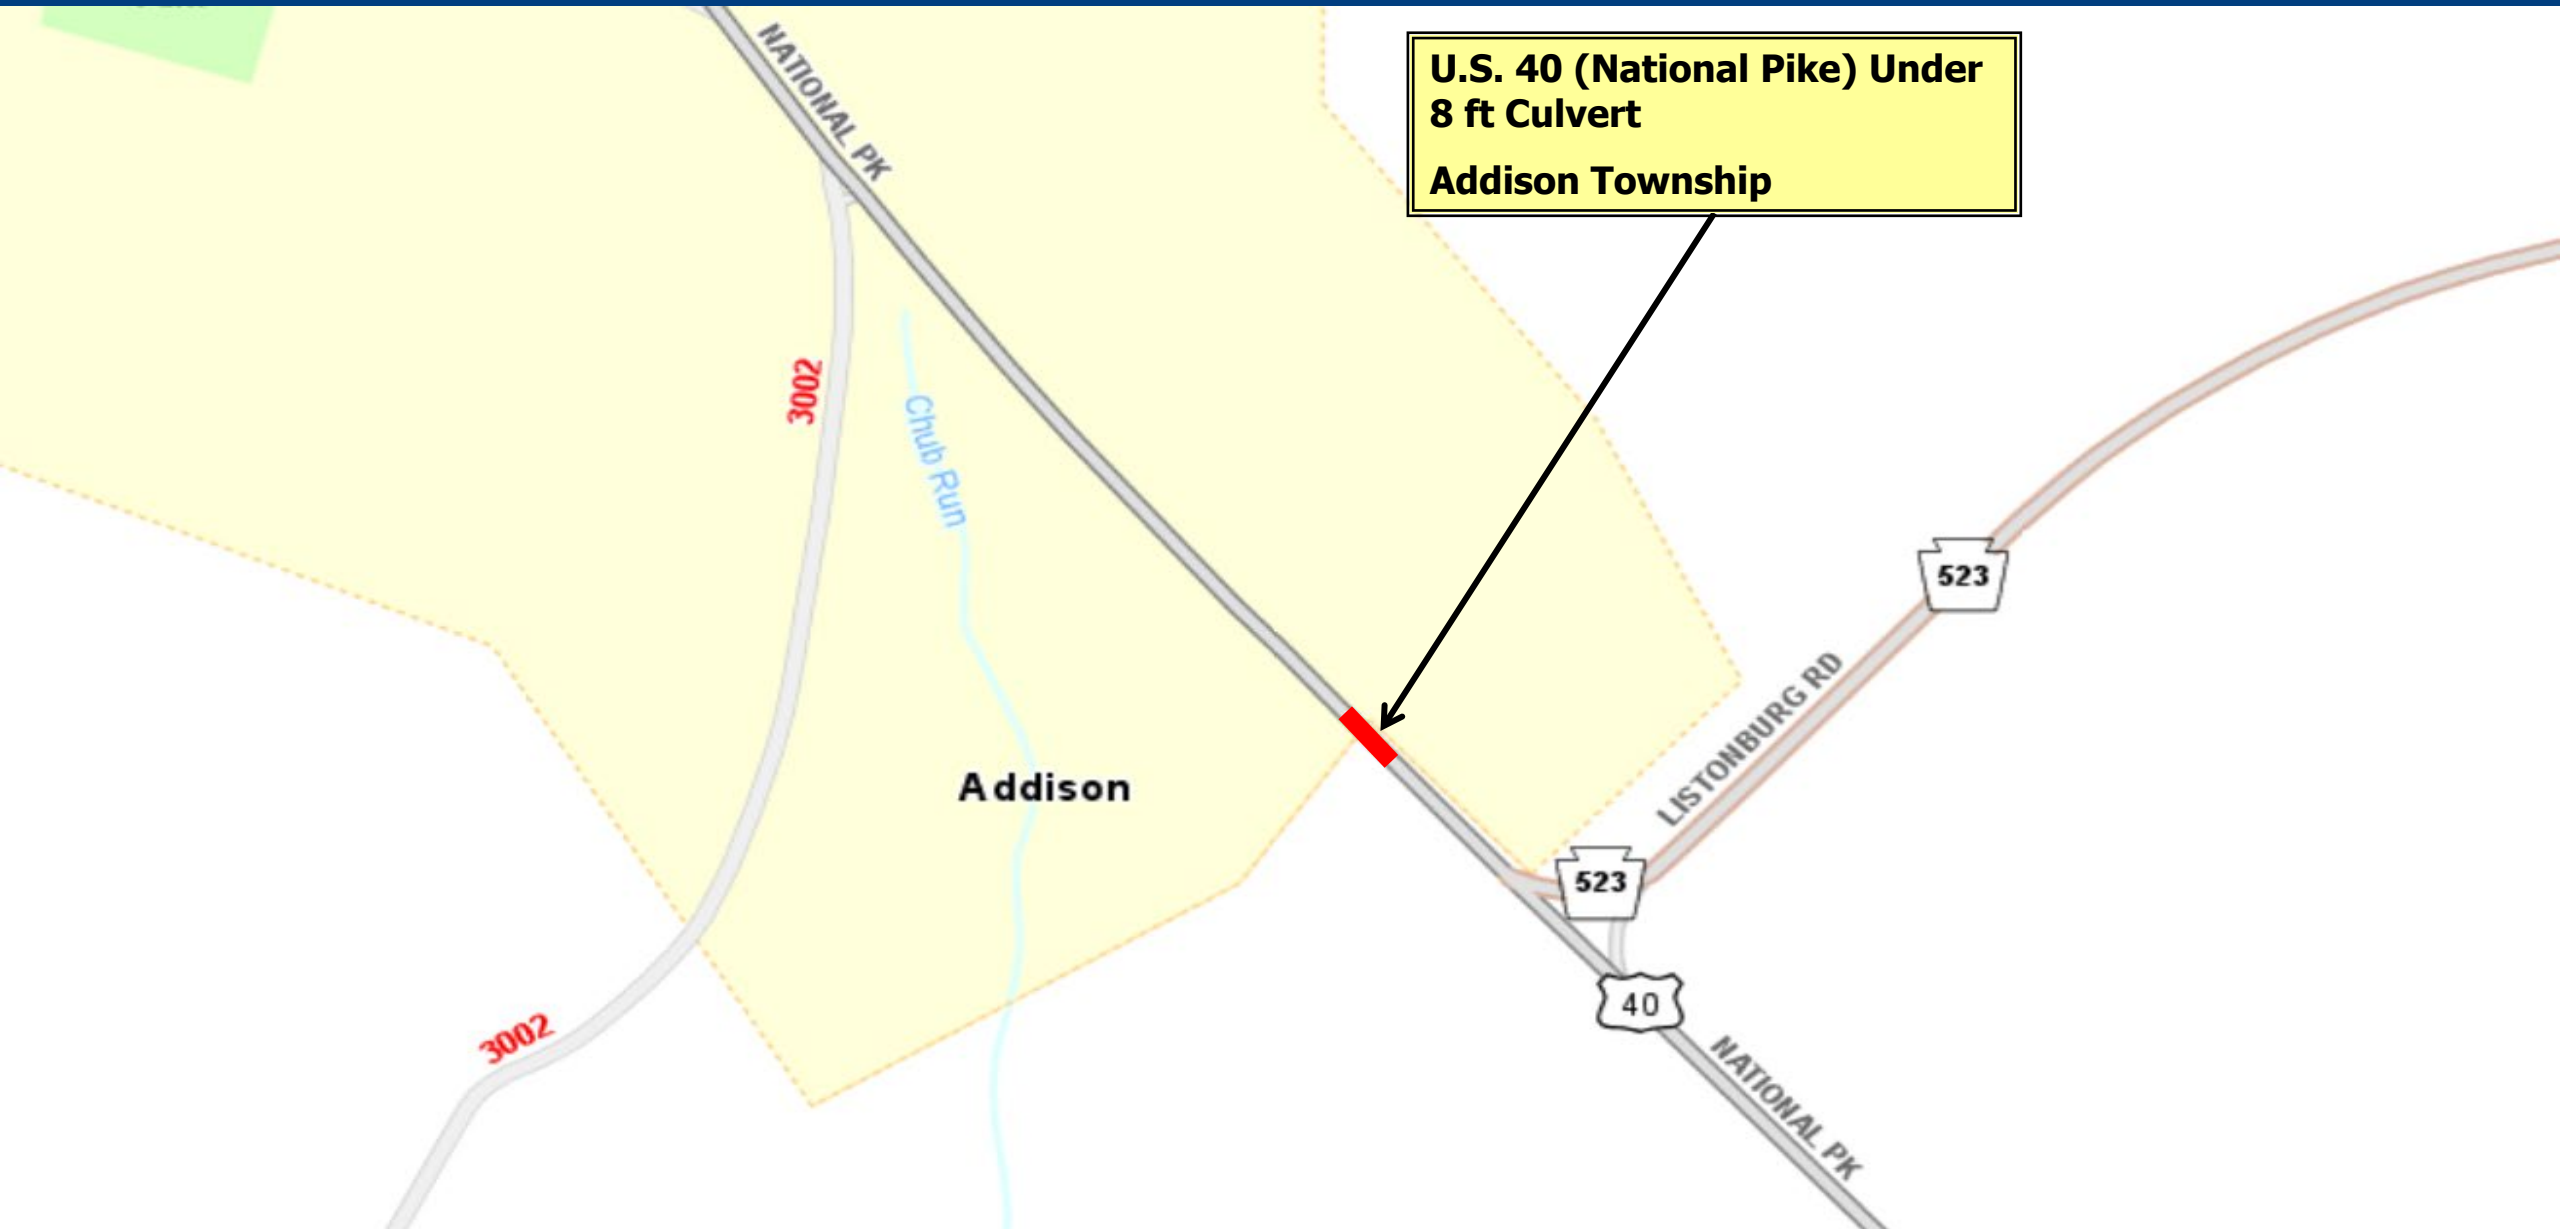 NATIONAL PK
U.S. 40 (National Pike) Under
8 ft Culvert
Addison Township
3002
Chub Run
523
LISTONBURG RD
Addison
523
40
3002
NATIONAL PK